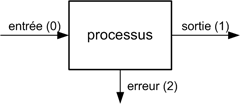 entrée (0)
processus
sortie (1)
erreur (2)